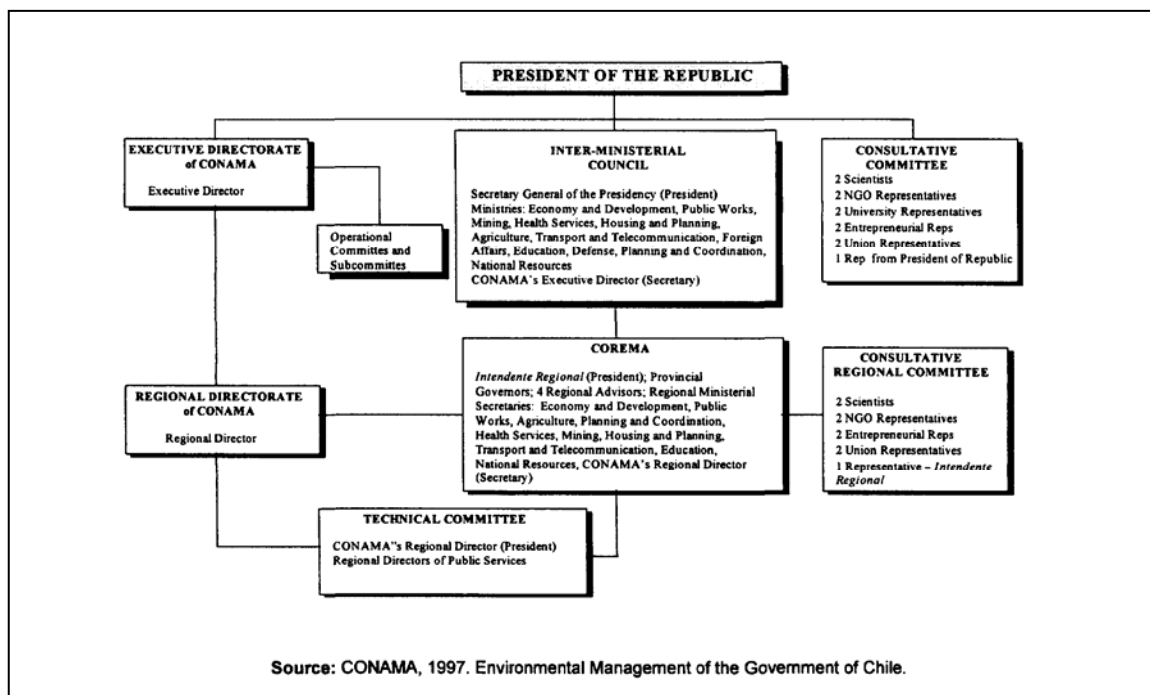 PRESIDENT OF THE REPUBLIC
EXECUTIVE DIRECTORATE
of CONAMA
Executive Director
Operational
Committes and
Subcommittes
INTER-MINISTERIAL
COUNCIL
Secretary General of the Presidency (President)
Ministries: Economy and Development, Public Works,
Mining, Health Services, Housing and Planning,
Agriculture, Transport and Telecommunication, Foreign
Affairs, Education, Defense, Planning and Coordination,
National Resources
CONAMA's Executive Director (Secretary)
CONSULTATIVE
COMMITTEE
2 Scientists
2 NGO Representatives
2 University Representatives
2 Entrepreneurial Reps
2 Union Representatives
1 Rep from President of Republic
REGIONAL DIRECTORATE
of CONAMA
Regional Director
COREMA
Intendente Regional (President); Provincial
Governors; 4 Regional Advisors; Regional Ministerial
Secretaries: Economy and Development, Public
Works, Agriculture, Planning and Coordination,
Health Services, Mining, Housing and Planning,
Transport and Telecommunication, Education,
National Resources, CONAMA's Regional Director
(Secretary)
CONSULTATIVE
REGIONAL COMMITTEE
2 Scientists
2 NGO Representatives
2 Entrepreneurial Reps
2 Union Representatives
1 Representative – Intendente
Regional
TECHNICAL COMMITTEE
CONAMA"s Regional Director (President)
Regional Directors of Public Services
Source: CONAMA, 1997. Environmental Management of the Government of Chile.